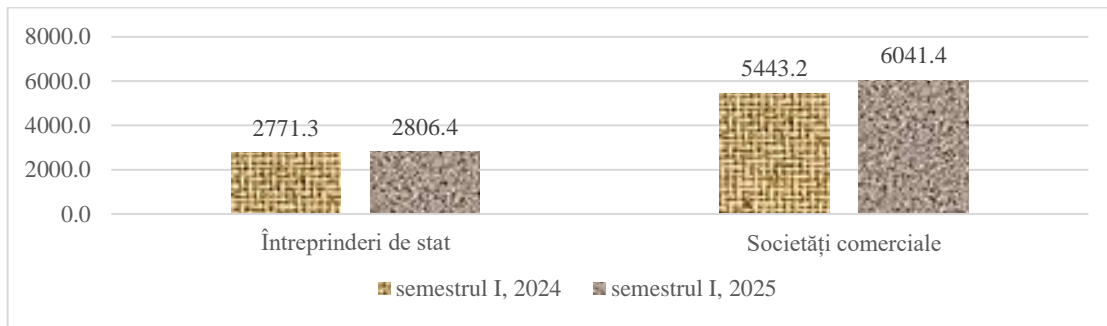 8000.0
6000.0
4000.0
2000.0
0.0
2771.3
2806.4
5443.2
6041.4
Întreprinderi de stat
Societăți comerciale
semestrul I, 2024
semestrul I, 2025